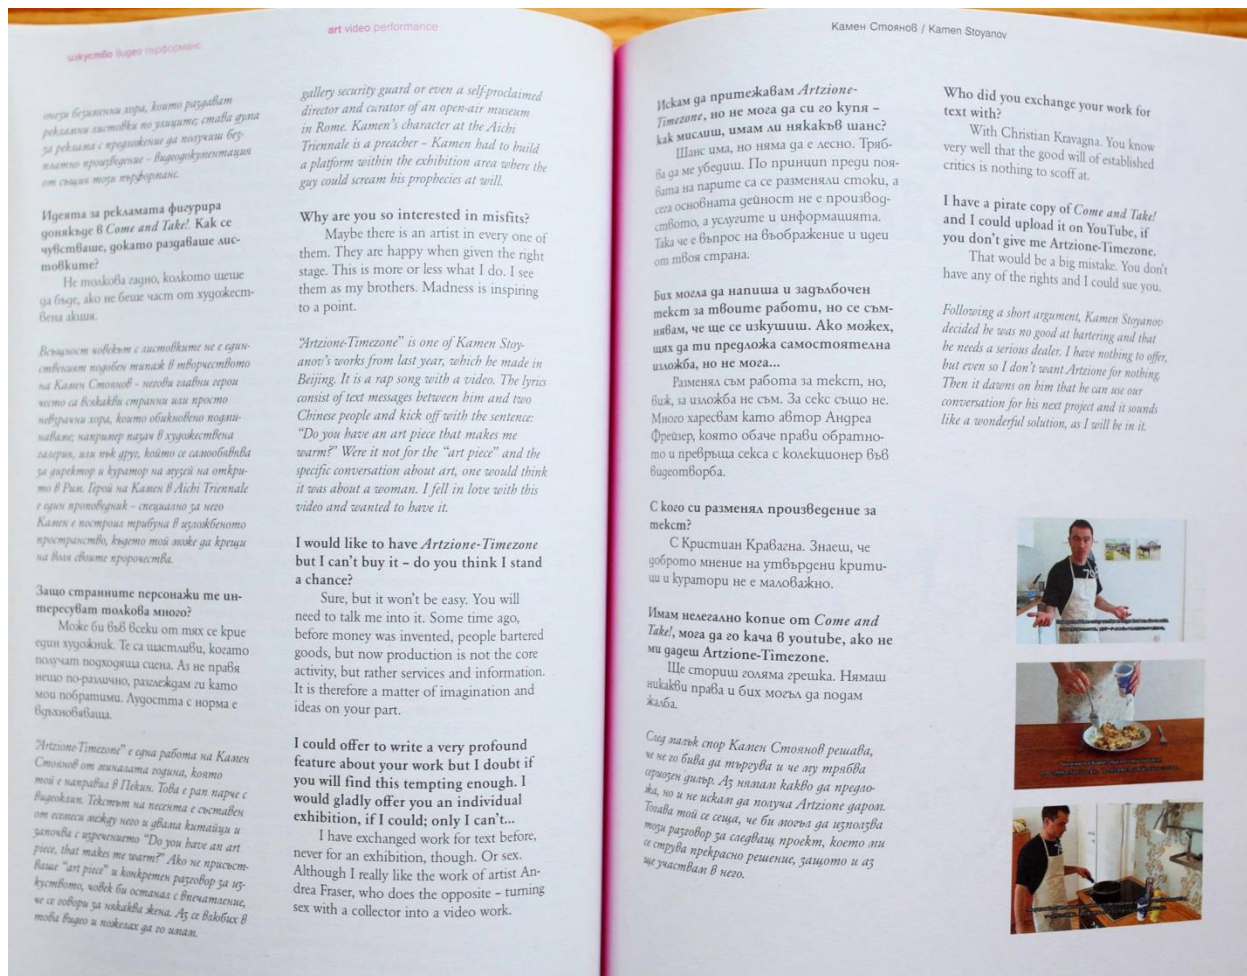 изкуство видео пърформанс
art video performance
тези безименни хора, които раздават
рекламни листовки по улиците; става дума
за реклама с предложение да получиш без-
платно произведение - видеодокументация
от същия този пърформанс.
Идеята за рекламата фигурира
донякъде в Come and Take!. Как се
чувстваше, докато раздаваше лис-
товките?
Не толкова гадно, колкото щеше
да бъде, ако не беше част от художест-
вена акция.
Всъщност човекът с листовките не е един-
ственият подобен типаж в творчеството
на Камен Стоянов - негови главни герои
често са всякакви странни или просто
невзрачни хора, които обикновено подми-
наваме; например пазач в художествена
галерия, или пък друг, който се самообявява
за директор и куратор на музей на откри-
то в Рим. Герой на Камен в Aichi Triennale
е един проповедник - специално за него
Камен е построил трибуна в изложбеното
пространство, където той може да крещи
на воля своите пророчества.
Защо странните персонажи те ин-
тересуват толкова много?
Може би във всеки от тях се крие
един художник. Те са щастливи, когато
получат подходяща сцена. Аз не правя
нещо по-различно, разглеждам ги като
мои побратими. Лудостта с норма е
вдъхновяваща.
"Artzione-Timezone" е една работа на Камен
Стоянов от миналата година, която
той е направил в Пекин. Това е рап парче с
видеоклип. Текстът на песента е съставен
от есемеси между него и двама китайци и
започва с изречението "Do you have an art
piece, that makes me warm?" Ако не присъст-
ваше "art piece" и конкретен разговор за из-
куството, човек би останал с впечатление,
че се говори за някаква жена. Аз се влюбих в
това видео и пожелах да го имам.
gallery security guard or even a self-proclaimed
director and curator of an open-air museum
in Rome. Kamen's character at the Aichi
Triennale is a preacher – Kamen had to build
a platform within the exhibition area where the
guy could scream his prophecies at will.
Why are you so interested in misfits?
Maybe there is an artist in every one of
them. They are happy when given the right
stage. This is more or less what I do. I see
them as my brothers. Madness is inspiring
to a point.
"Artzione-Timezone" is one of Kamen Stoy-
anov's works from last year, which he made in
Beijing. It is a rap song with a video. The lyrics
consist of text messages between him and two
Chinese people and kick off with the sentence:
"Do you have an art piece that makes me
warm?" Were it not for the "art piece" and the
specific conversation about art, one would think
it was about a woman. I fell in love with this
video and wanted to have it.
I would like to have Artzione-Timezone
but I can't buy it – do you think I stand
a chance?
Sure, but it won't be easy. You will
need to talk me into it. Some time ago,
before money was invented, people bartered
goods, but now production is not the core
activity, but rather services and information.
It is therefore a matter of imagination and
ideas on your part.
I could offer to write a very profound
feature about your work but I doubt if
you will find this tempting enough. I
would gladly offer you an individual
exhibition, if I could; only I can't...
I have exchanged work for text before,
never for an exhibition, though. Or sex.
Although I really like the work of artist An-
drea Fraser, who does the opposite – turning
sex with a collector into a video work.
Камен Стоянов / Kamen Stoyanov
Искам да притежавам Artzione-
Timezone, но не мога да си го купя –
как мислиш, имам ли някакъв шанс?
Шанс има, но няма да е лесно. Тряб-
ва да ме убедиш. По принцип преди поя-
вата на парите са се разменяли стоки, а
сега основната дейност не е производ-
ството, а услугите и информацията.
Така че е въпрос на въображение и идеи
от твоя страна.
Бих могла да напиша и задълбочен
текст за твоите работи, но се съм-
нявам, че ще се изкушиш. Ако можех,
щях да ти предложа самостоятелна
изложба, но не мога...
Разменял съм работа за текст, но,
виж, за изложба не съм. За секс също не.
Много харесвам като автор Андреа
Фрейзер, която обаче прави обратно-
то и превръща секса с колекционер във
видеотворба.
С кого си разменял произведение за
текст?
С Кристиан Кравагна. Знаеш, че
доброто мнение на утвърдени крити-
ци и куратори не е маловажно.
Имам нелегално копие от Come and
Take!, мога да го кача в youtube, ако не
ми дадеш Artzione-Timezone.
Ще сториш голяма грешка. Нямаш
никакви права и бих могъл да подам
жалба.
След малък спор Камен Стоянов решава,
че не го бива да търгува и че му трябва
сериозен дилър. Аз нямам какво да предло-
жа, но и не искам да получа Artzione даром.
Тогава той се сеща, че би могъл да използва
този разговор за следващ проект, което ми
се струва прекрасно решение, защото и аз
ще участвам в него.
Who did you exchange your work for
text with?
With Christian Kravagna. You know
very well that the good will of established
critics is nothing to scoff at.
I have a pirate copy of Come and Take!
and I could upload it on YouTube, if
you don't give me Artzione-Timezone.
That would be a big mistake. You don't
have any of the rights and I could sue you.
Following a short argument, Kamen Stoyanov
decided he was no good at bartering and that
he needs a serious dealer. I have nothing to offer,
but even so I don't want Artzione for nothing.
Then it dawns on him that he can use our
conversation for his next project and it sounds
like a wonderful solution, as I will be in it.